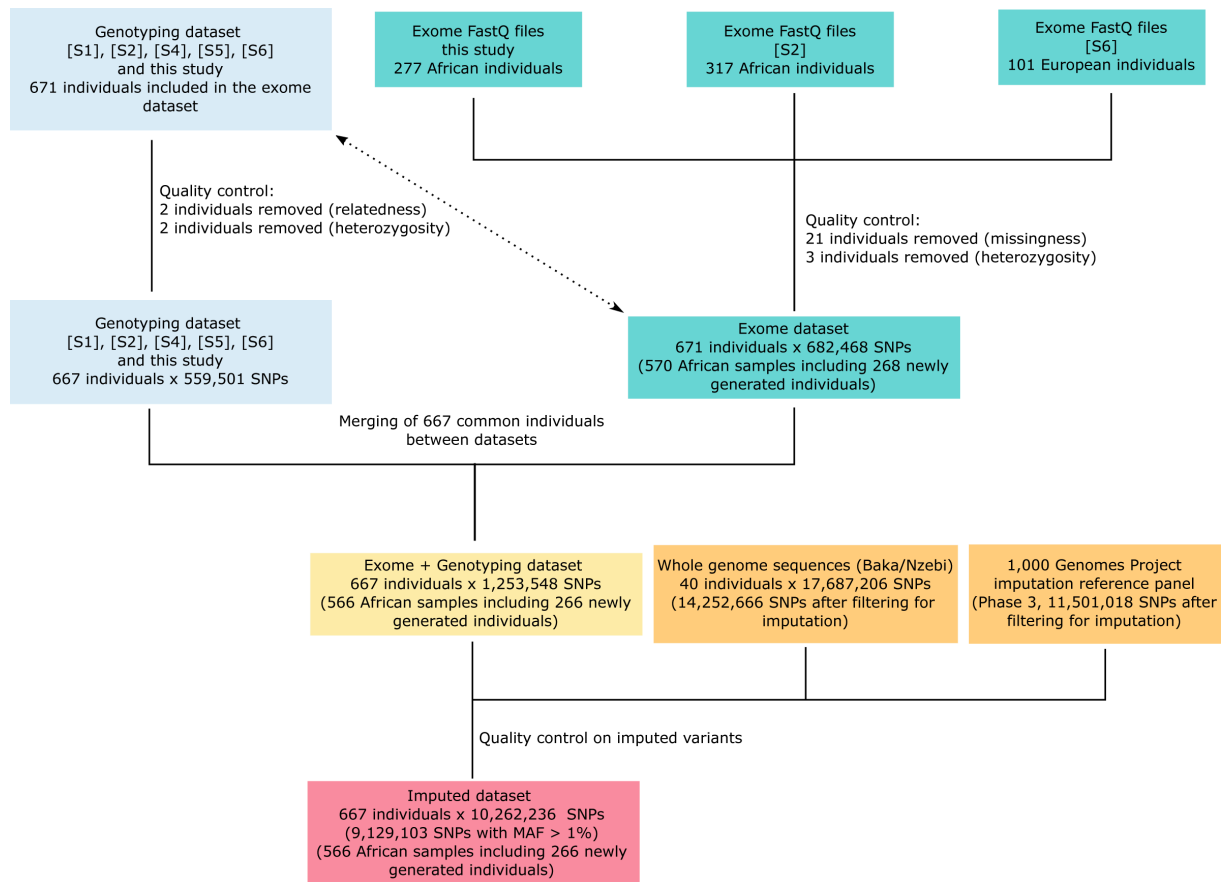 Genotyping dataset
[S1], [S2], [S4], [S5], [S6]
and this study
671 individuals included in the exome
dataset
Exome FastQ files
this study
277 African individuals
Exome FastQ files
[S2]
317 African individuals
Exome FastQ files
[S6]
101 European individuals
Quality control:
2 individuals removed (relatedness)
2 individuals removed (heterozygosity)
Quality control:
21 individuals removed (missingness)
3 individuals removed (heterozygosity)
Genotyping dataset
[S1], [S2], [S4], [S5], [S6]
and this study
667 individuals x 559,501 SNPs
Exome dataset
671 individuals x 682,468 SNPs
(570 African samples including 268 newly
generated individuals)
Merging of 667 common individuals
between datasets
Exome + Genotyping dataset
667 individuals x 1,253,548 SNPs
(566 African samples including 266 newly
generated individuals)
Whole genome sequences (Baka/Nzebi)
40 individuals x 17,687,206 SNPs
(14,252,666 SNPs after filtering for
imputation)
1,000 Genomes Project
imputation reference panel
(Phase 3, 11,501,018 SNPs after
filtering for imputation)
Quality control on imputed variants
Imputed dataset
667 individuals x 10,262,236 SNPs
(9,129,103 SNPs with MAF > 1%)
(566 African samples including 266 newly
generated individuals)